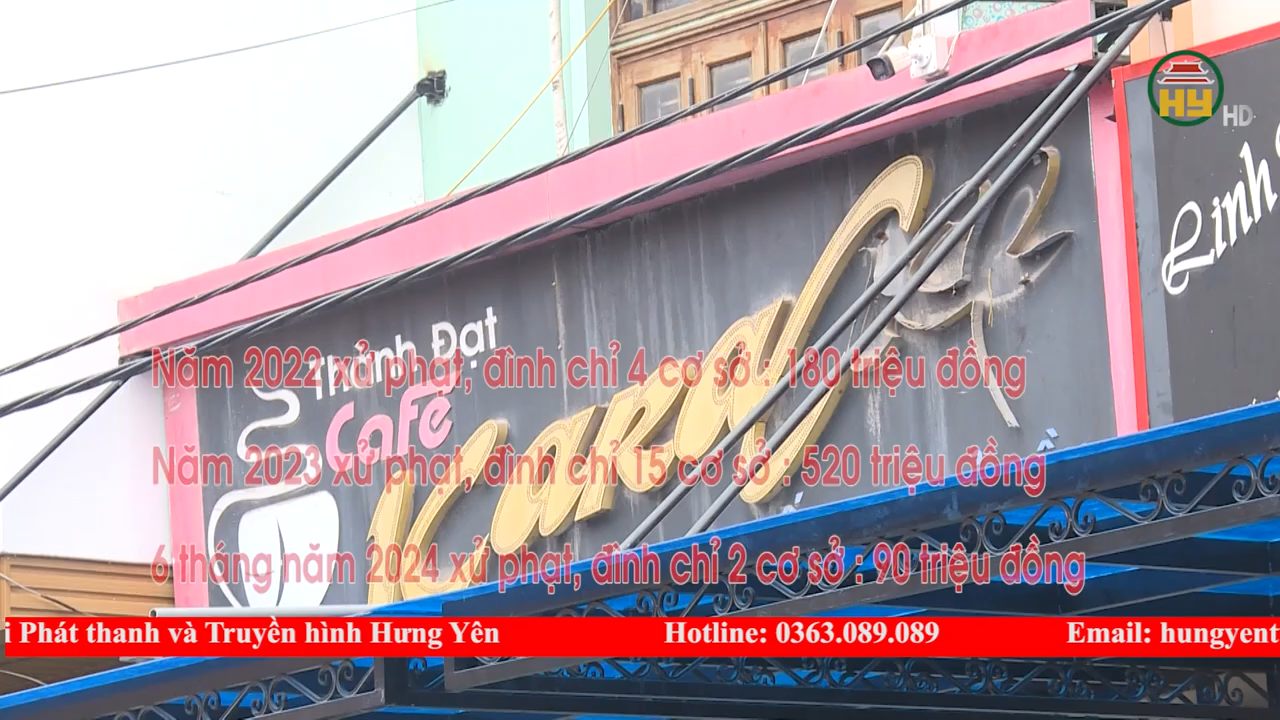 HY HD
Linh
Thành Đạt
CaFe
Karaf
Năm 2022 xử phạt, đình chỉ 4 cơ sở : 180 triệu đồng
Năm 2023 xử phạt, đình chỉ 15 cơ sở : 520 triệu đồng
6 tháng năm 2024 xử phạt, đình chỉ 2 cơ sở : 90 triệu đồng
i Phát thanh và Truyền hình Hưng Yên Hotline: 0363.089.089 Email: hungyent